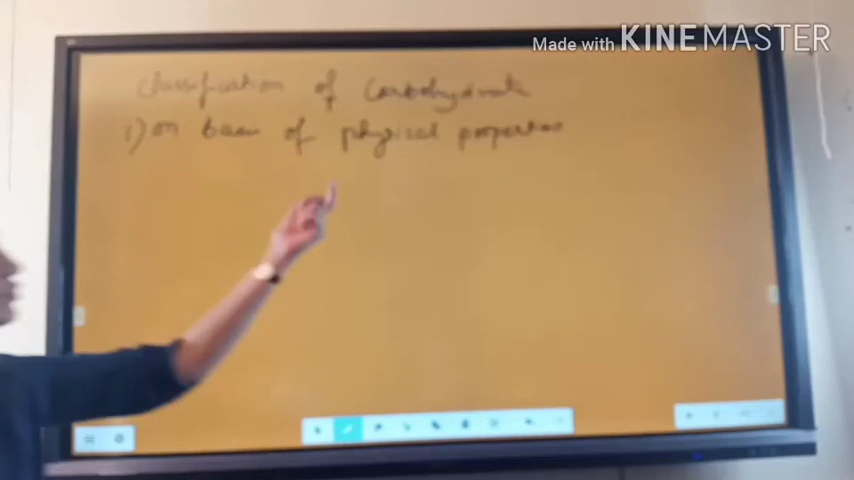 Made with KINEMASTER
Classification of Carbohydrate
1) on basis of physical properties